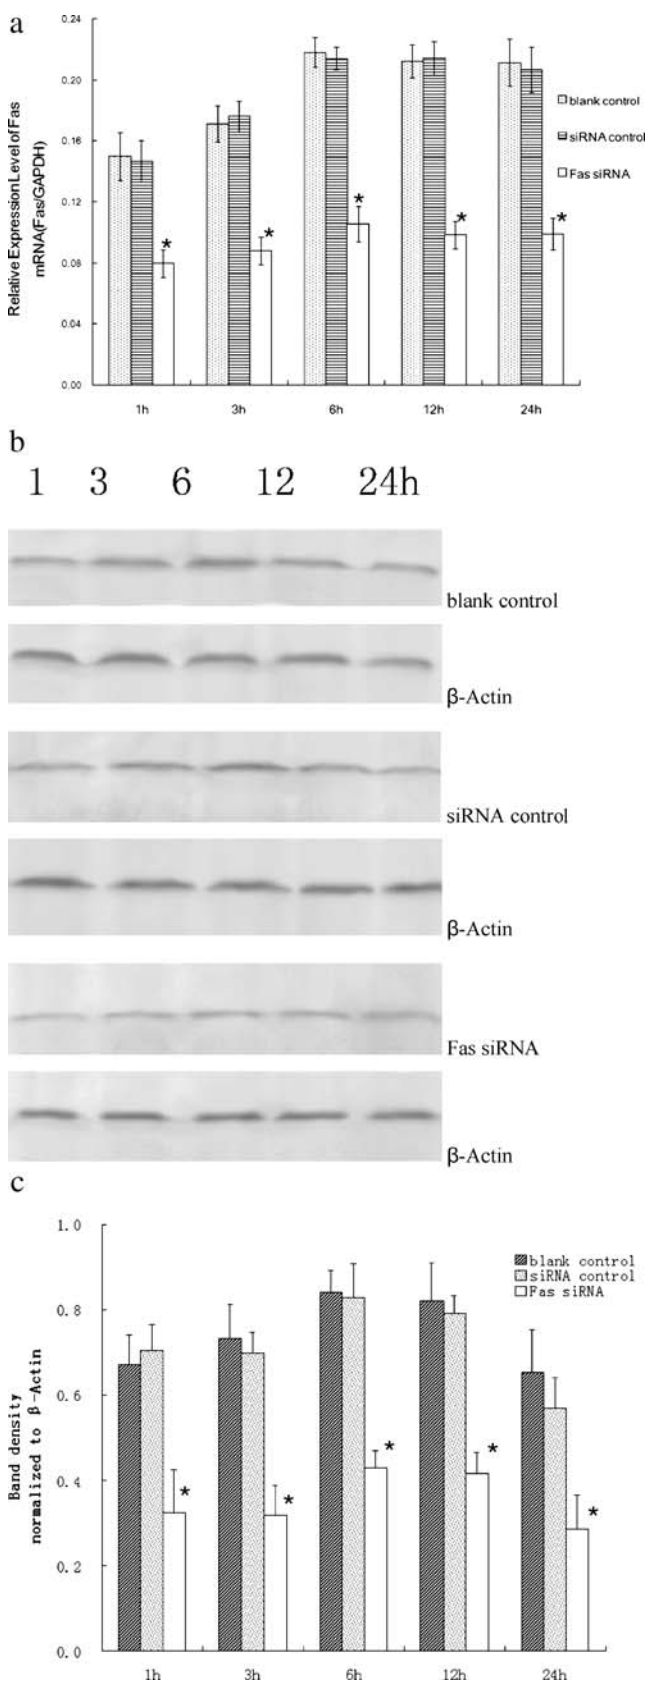 a
0.24
0.20
0.16
0.12
0.08
0.04
0.00
Relative Expression Level of Fas
mRNA(Fas/GAPDH)
blank control
siRNA control
Fas siRNA
* * * * *
1h 3h 6h 12h 24h
b
1 3 6 12 24h
blank control
β-Actin
siRNA control
β-Actin
Fas siRNA
β-Actin
c
1.0
0.8
0.6
0.4
0.2
0.0
Band density
normalized to β-Actin
blank control
siRNA control
Fas siRNA
* * * * *
1h 3h 6h 12h 24h